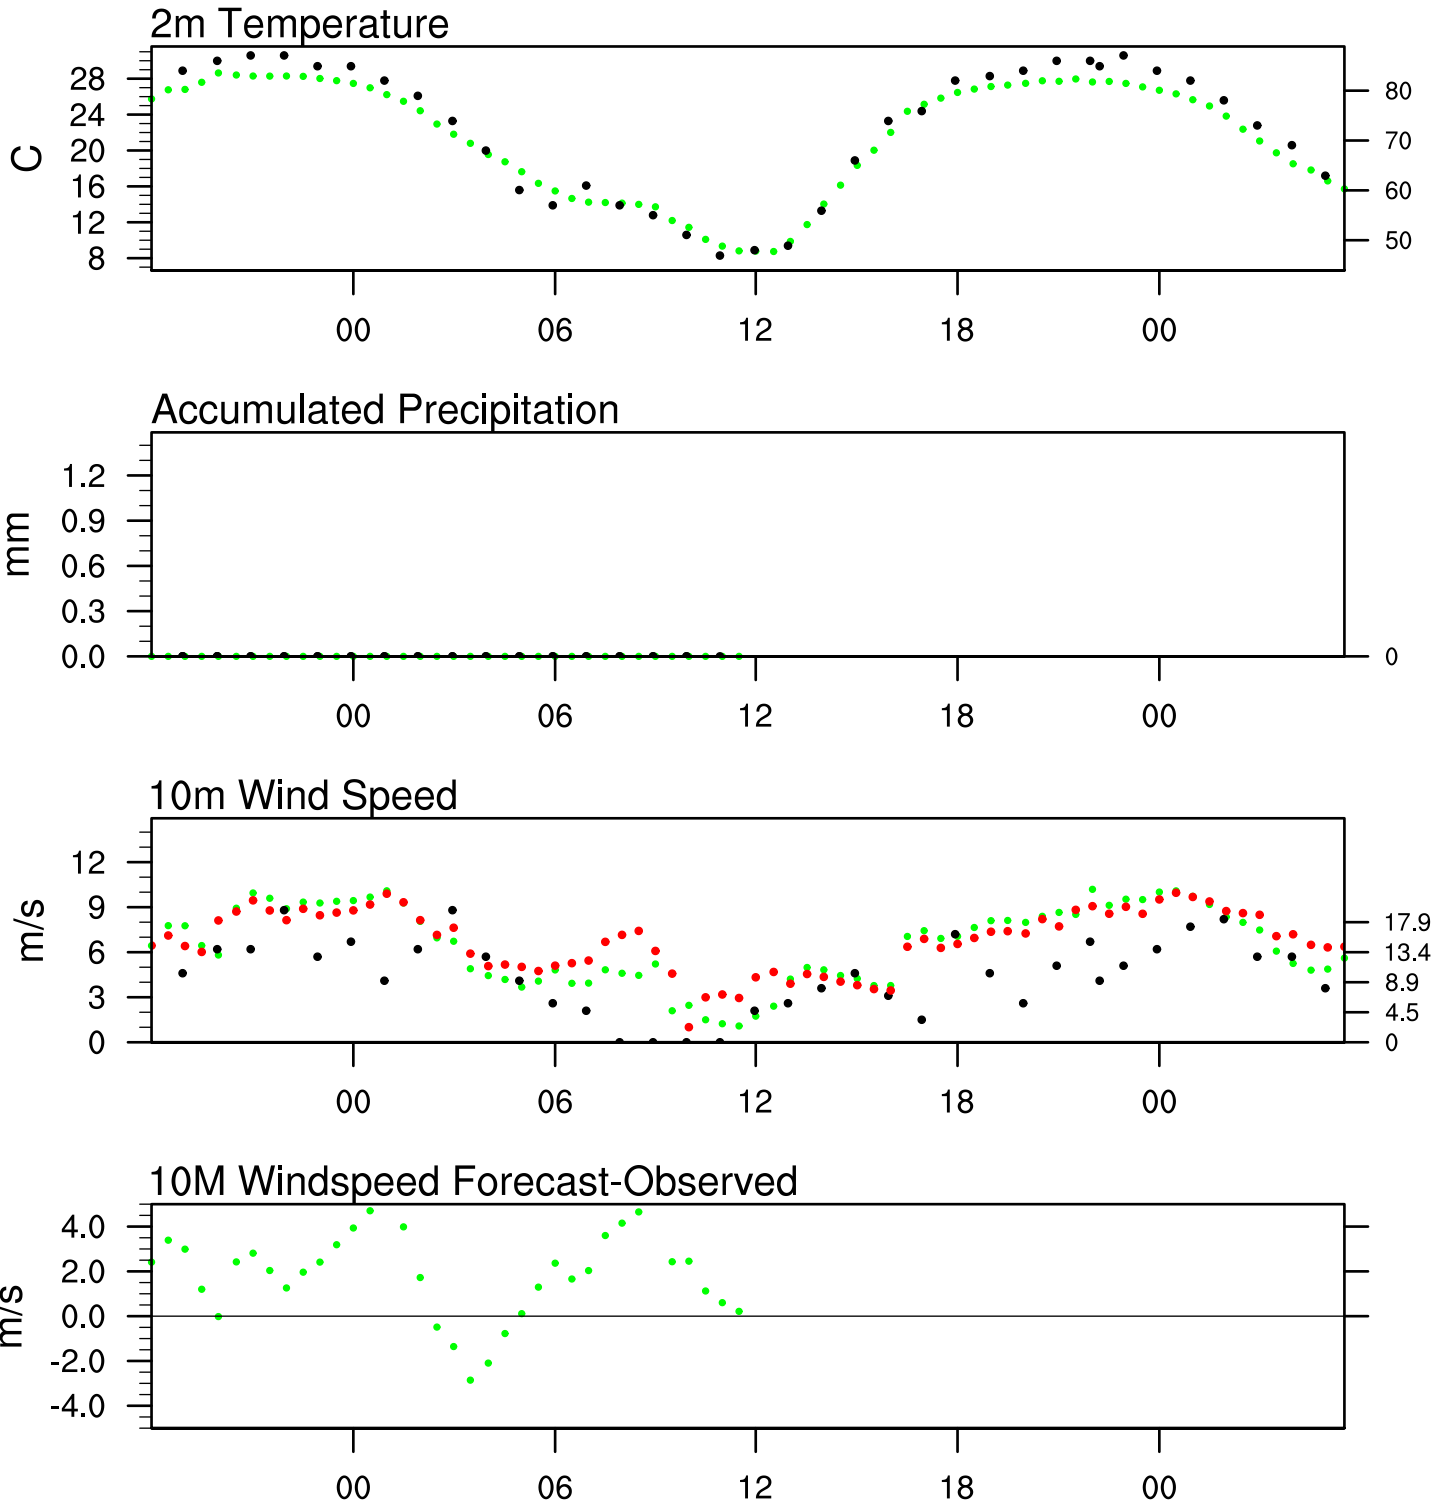 2m Temperature
C
28
24
20
16
12
8
80
70
60
50
00 06 12 18 00
Accumulated Precipitation
mm
1.2
0.9
0.6
0.3
0.0
0
00 06 12 18 00
10m Wind Speed
m/s
12
9
6
3
0
17.9
13.4
8.9
4.5
0
00 06 12 18 00
10M Windspeed Forecast-Observed
m/s
4.0
2.0
0.0
-2.0
-4.0
00 06 12 18 00